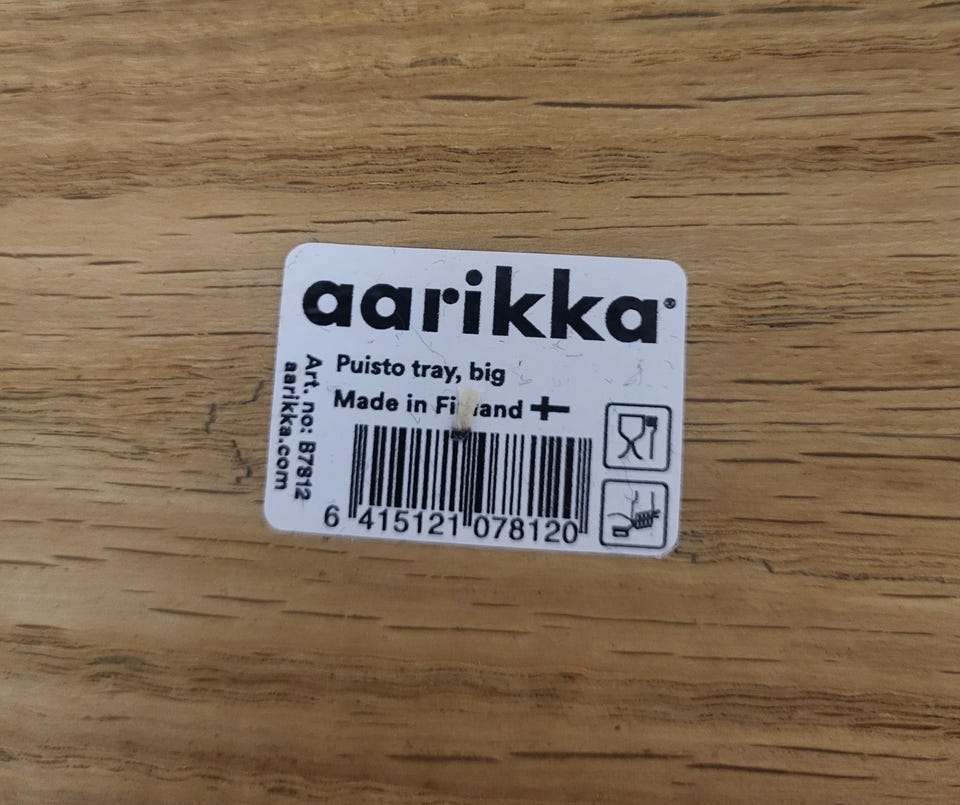 aarikka®
Puisto tray, big
Made in Finland
Art. no: B7812
aarikka.com
6 415121 078120